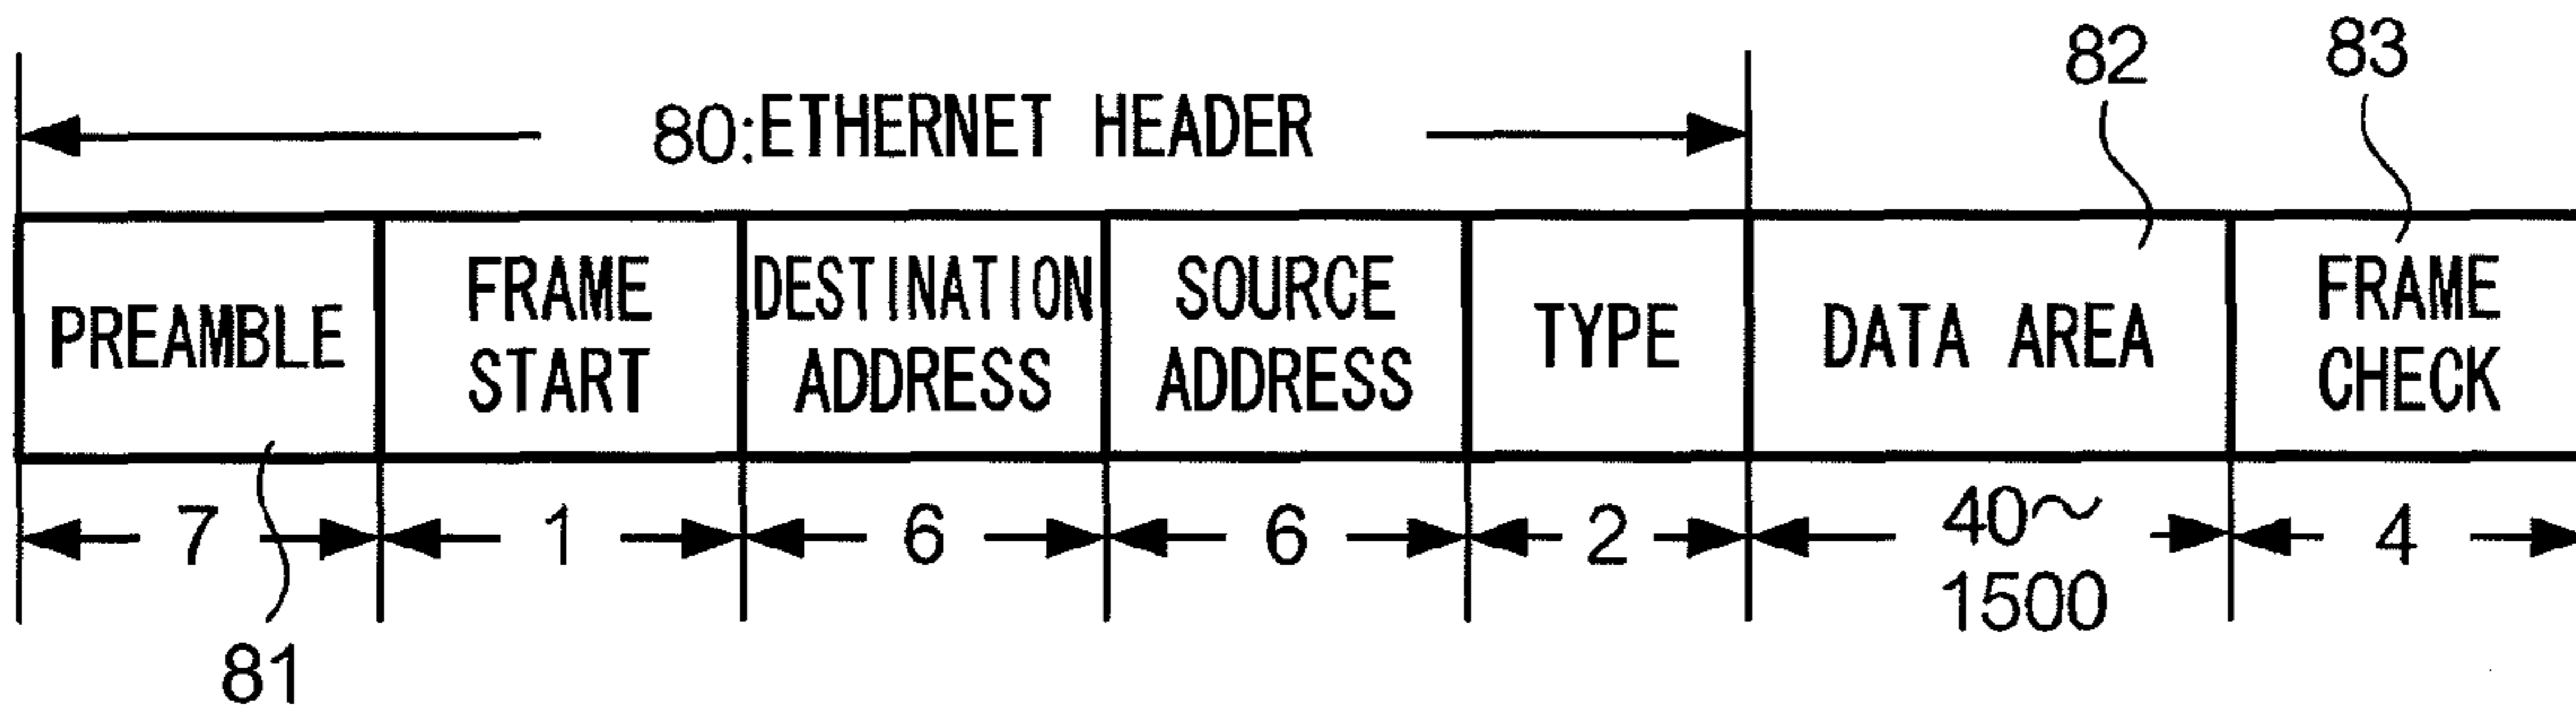 82
83
80:ETHERNET HEADER
PREAMBLE
FRAME
START
DESTINATION
ADDRESS
SOURCE
ADDRESS
TYPE
DATA AREA
FRAME
CHECK
7
1
6
6
2
40~
1500
4
81